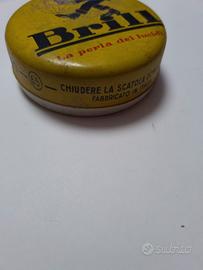 Brill
La perla dei lucidi
CHIUDERE LA SCATOLA
FABBRICATO IN
subito